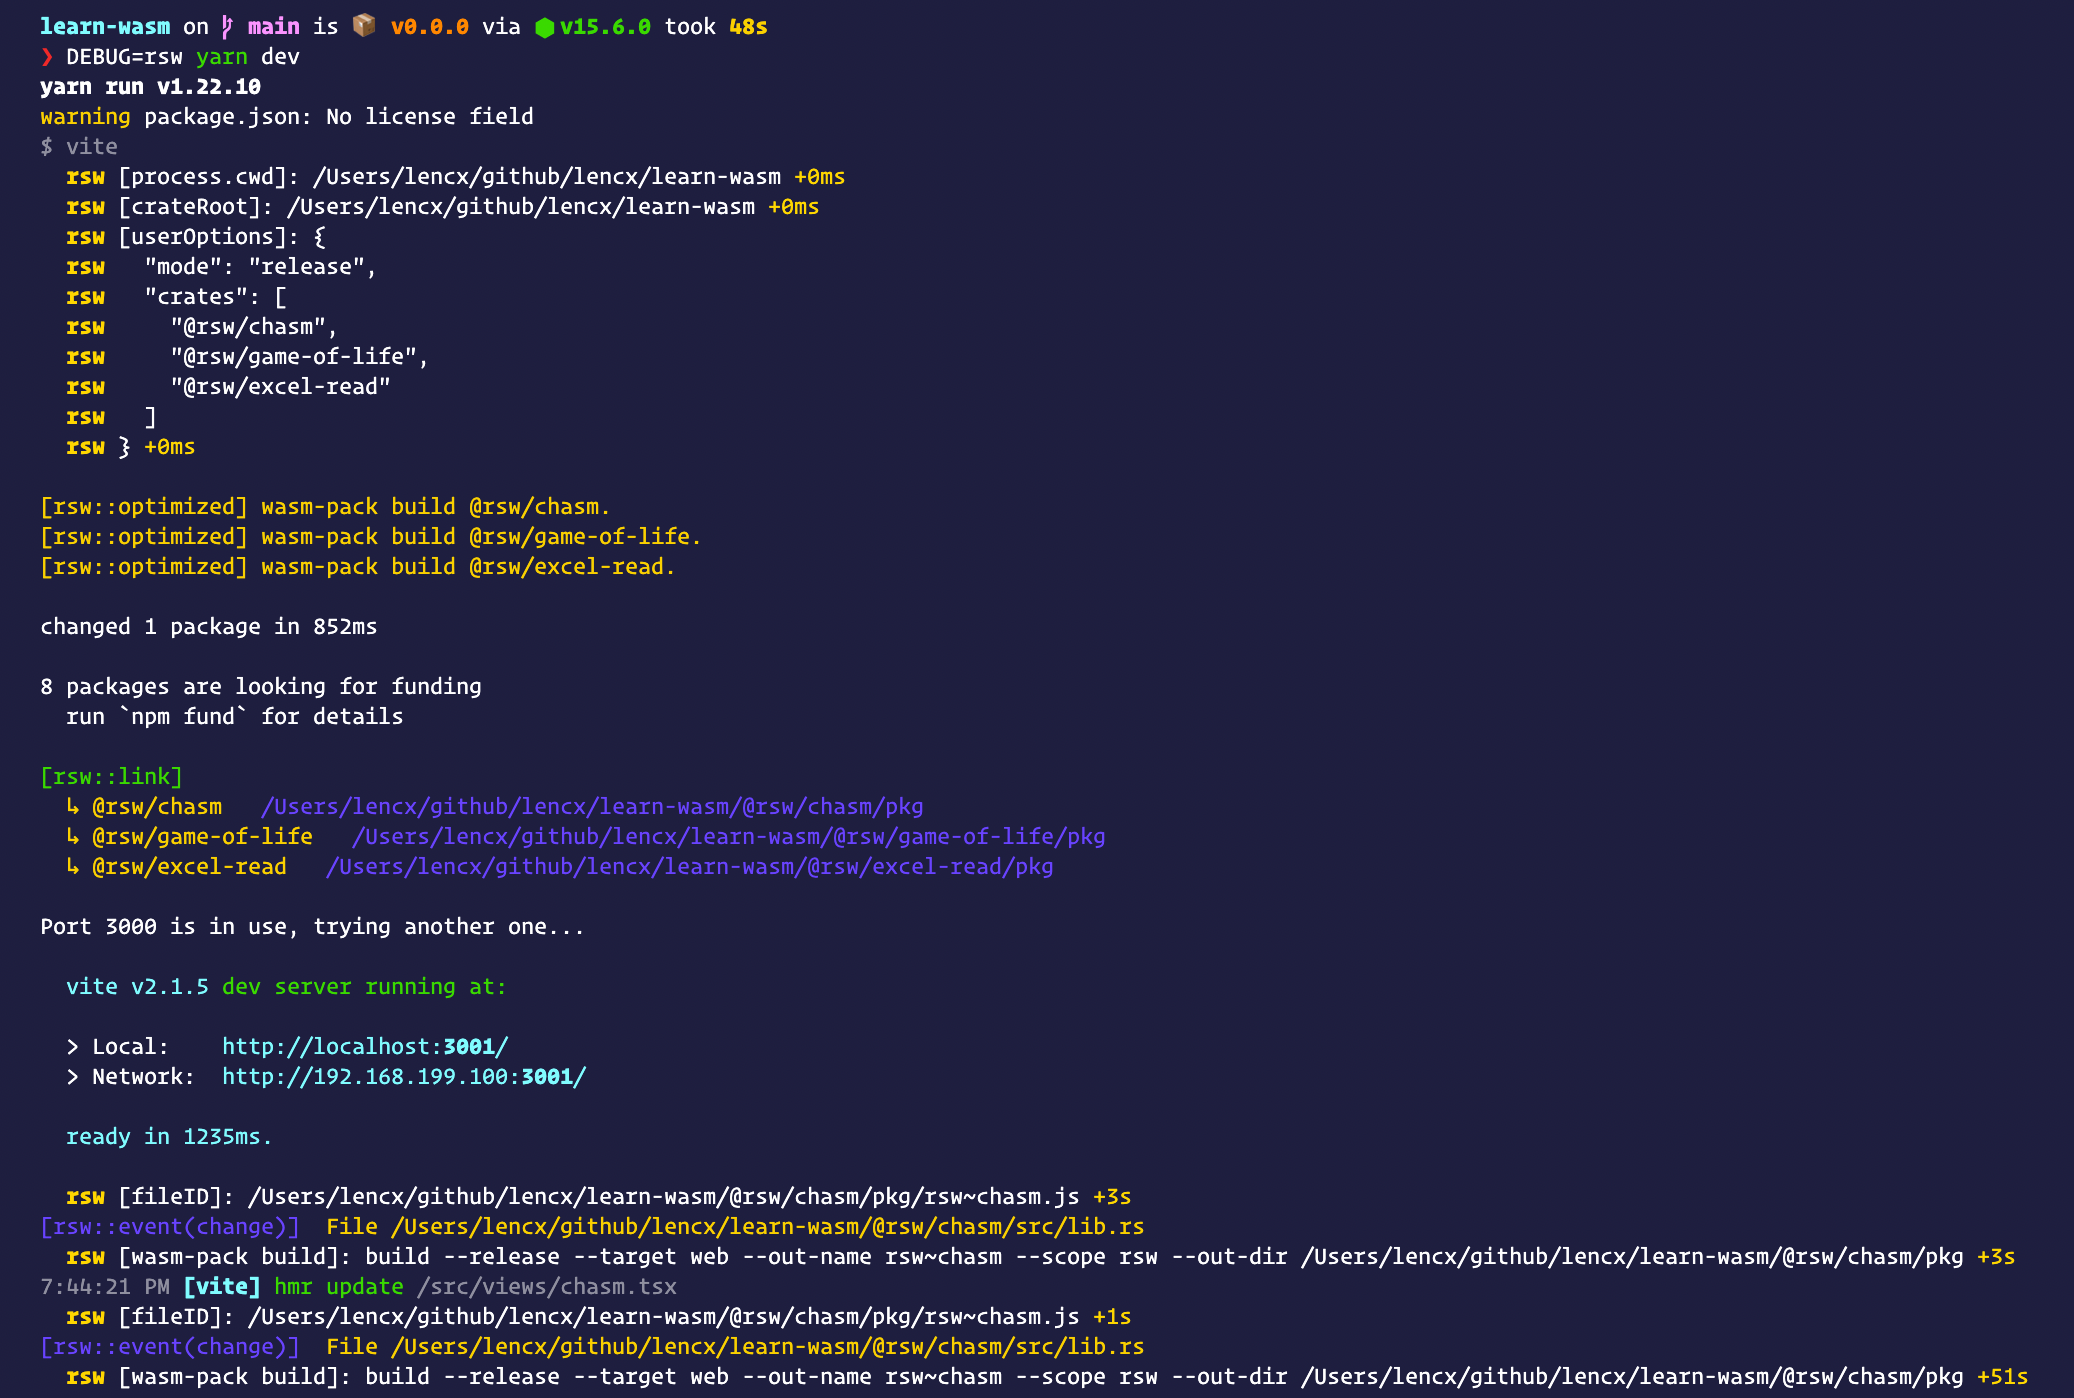 learn-wasm on main is 📦 v0.0.0 via ⬢ v15.6.0 took 48s
❯ DEBUG=rsw yarn dev
yarn run v1.22.10
warning package.json: No license field
$ vite
  rsw [process.cwd]: /Users/lencx/github/lencx/learn-wasm +0ms
  rsw [crateRoot]: /Users/lencx/github/lencx/learn-wasm +0ms
  rsw [userOptions]: {
  rsw   "mode": "release",
  rsw   "crates": [
  rsw     "@rsw/chasm",
  rsw     "@rsw/game-of-life",
  rsw     "@rsw/excel-read"
  rsw   ]
  rsw } +0ms
[rsw::optimized] wasm-pack build @rsw/chasm.
[rsw::optimized] wasm-pack build @rsw/game-of-life.
[rsw::optimized] wasm-pack build @rsw/excel-read.
changed 1 package in 852ms
8 packages are looking for funding
  run `npm fund` for details
[rsw::link]
  ↳ @rsw/chasm   /Users/lencx/github/lencx/learn-wasm/@rsw/chasm/pkg
  ↳ @rsw/game-of-life   /Users/lencx/github/lencx/learn-wasm/@rsw/game-of-life/pkg
  ↳ @rsw/excel-read   /Users/lencx/github/lencx/learn-wasm/@rsw/excel-read/pkg
Port 3000 is in use, trying another one...
  vite v2.1.5 dev server running at:
  > Local:    http://localhost:3001/
  > Network:  http://192.168.199.100:3001/
  ready in 1235ms.
  rsw [fileID]: /Users/lencx/github/lencx/learn-wasm/@rsw/chasm/pkg/rsw~chasm.js +3s
[rsw::event(change)]  File /Users/lencx/github/lencx/learn-wasm/@rsw/chasm/src/lib.rs
  rsw [wasm-pack build]: build --release --target web --out-name rsw~chasm --scope rsw --out-dir /Users/lencx/github/lencx/learn-wasm/@rsw/chasm/pkg +3s
7:44:21 PM [vite] hmr update /src/views/chasm.tsx
  rsw [fileID]: /Users/lencx/github/lencx/learn-wasm/@rsw/chasm/pkg/rsw~chasm.js +1s
[rsw::event(change)]  File /Users/lencx/github/lencx/learn-wasm/@rsw/chasm/src/lib.rs
  rsw [wasm-pack build]: build --release --target web --out-name rsw~chasm --scope rsw --out-dir /Users/lencx/github/lencx/learn-wasm/@rsw/chasm/pkg +51s